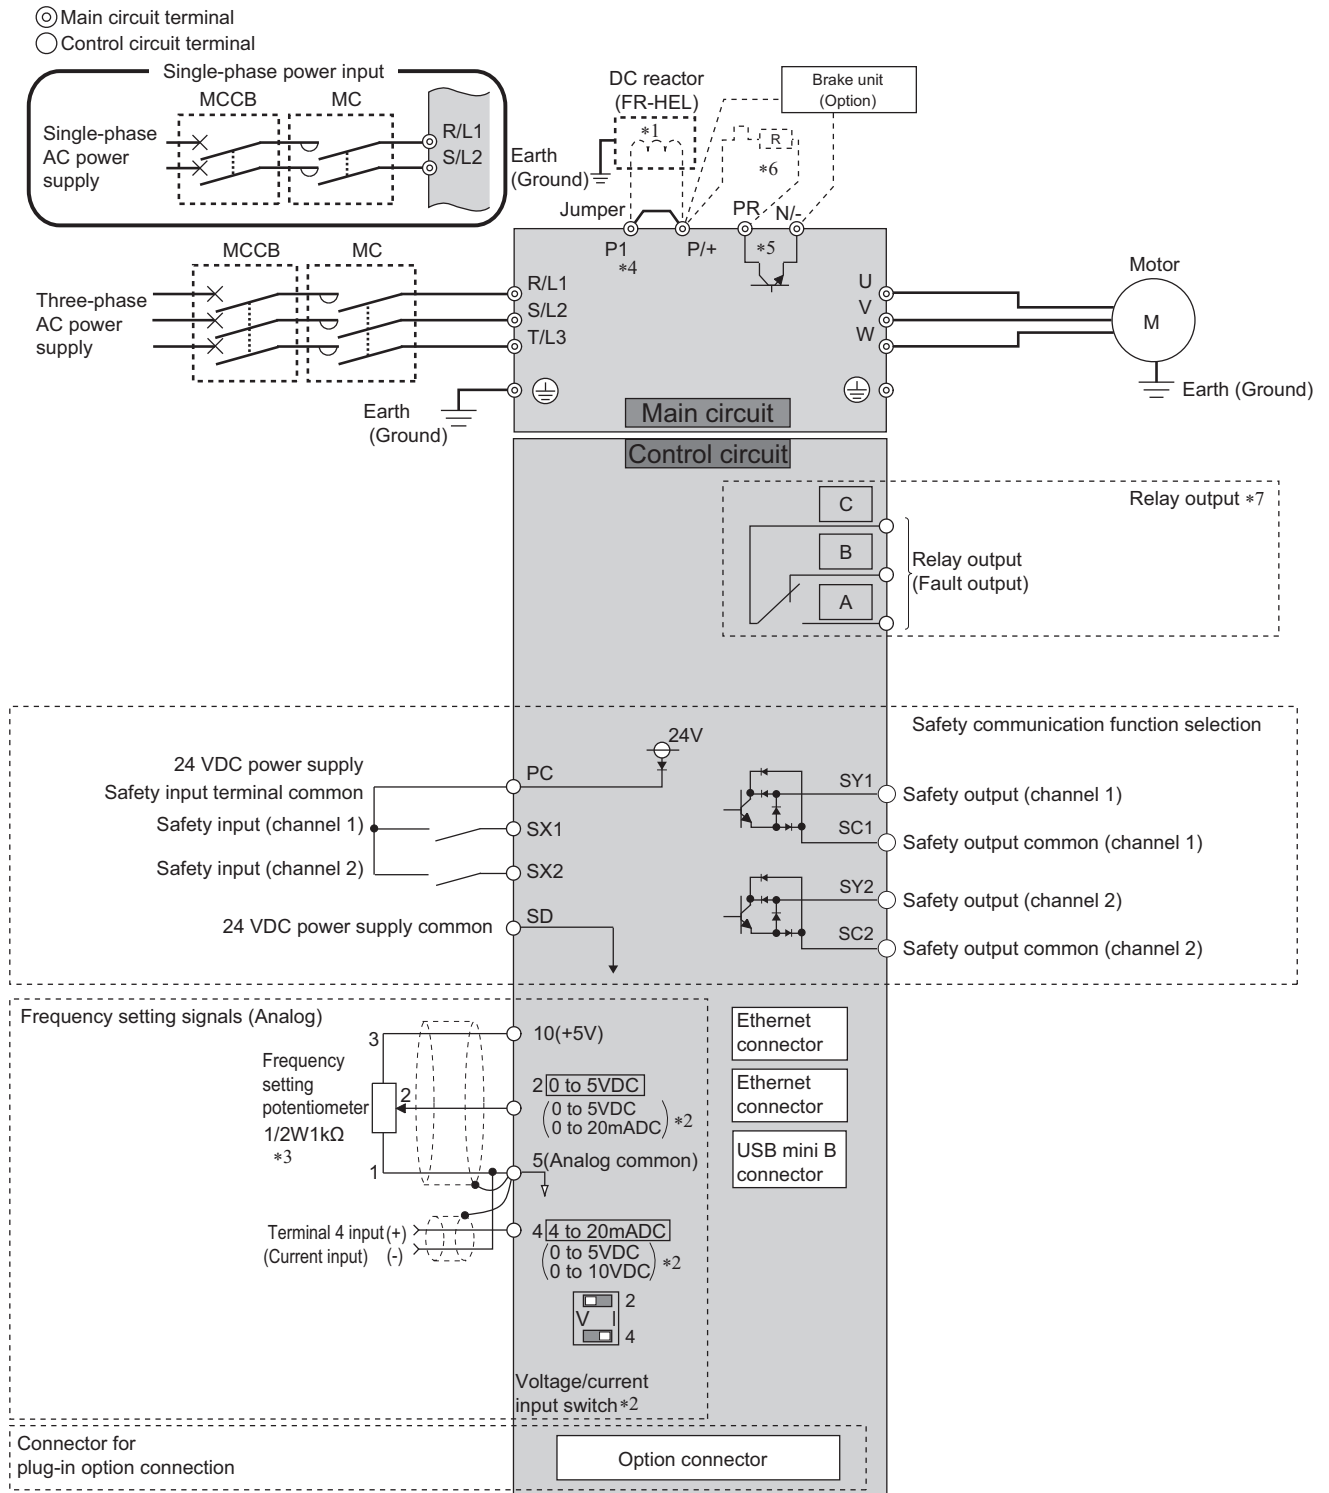 Main circuit terminal
Control circuit terminal
Single-phase power input
MCCB
MC
Single-phase
AC power
supply
R/L1
S/L2
Earth
(Ground)
DC reactor
(FR-HEL)
*1
Brake unit
(Option)
R
*6
Jumper
P1
*4
P/+
PR
*5
N/-
MCCB
MC
Three-phase
AC power
supply
R/L1
S/L2
T/L3
Earth
(Ground)
U
V
W
Motor
M
Earth (Ground)
Main circuit
Control circuit
Relay output *7
C
B
A
Relay output
(Fault output)
Safety communication function selection
24 VDC power supply
Safety input terminal common
Safety input (channel 1)
Safety input (channel 2)
24 VDC power supply common
PC
SX1
SX2
SD
24V
SY1
SC1
SY2
SC2
Safety output (channel 1)
Safety output common (channel 1)
Safety output (channel 2)
Safety output common (channel 2)
Frequency setting signals (Analog)
3
2
1
Frequency
setting
potentiometer
1/2W1kΩ
*3
10(+5V)
2 0 to 5VDC
(0 to 5VDC
0 to 20mADC) *2
5(Analog common)
Terminal 4 input (+)
(Current input) (-)
4 4 to 20mADC
(0 to 5VDC
0 to 10VDC) *2
2
V I
4
Voltage/current
input switch*2
Ethernet
connector
Ethernet
connector
USB mini B
connector
Connector for
plug-in option connection
Option connector